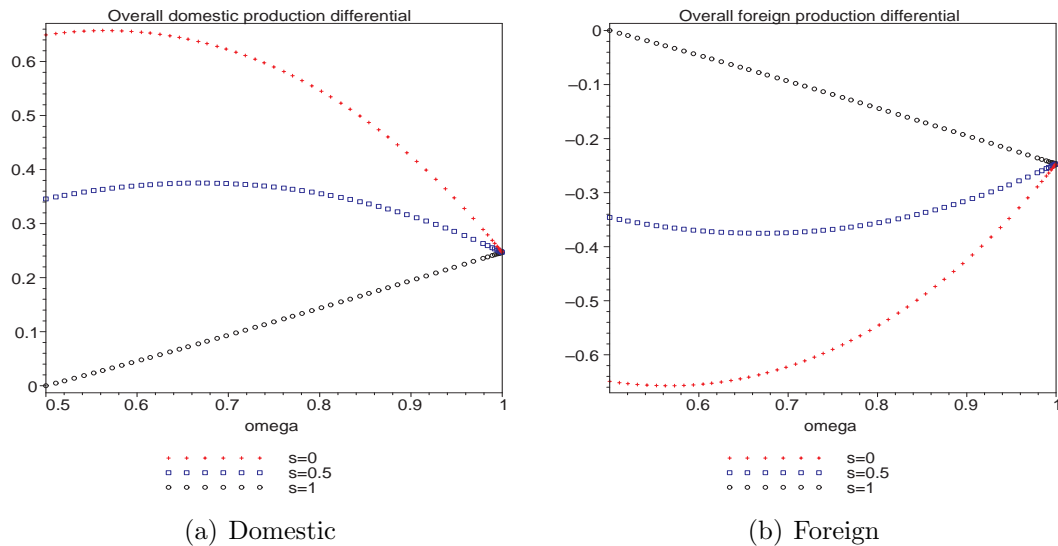 Overall domestic production differential
0.6
0.5
0.4
0.3
0.2
0.1
0
0.5 0.6 0.7 0.8 0.9 1
omega
s=0
s=0.5
s=1
(a) Domestic
Overall foreign production differential
0
−0.1
−0.2
−0.3
−0.4
−0.5
−0.6
0.6 0.7 0.8 0.9 1
omega
s=0
s=0.5
s=1
(b) Foreign